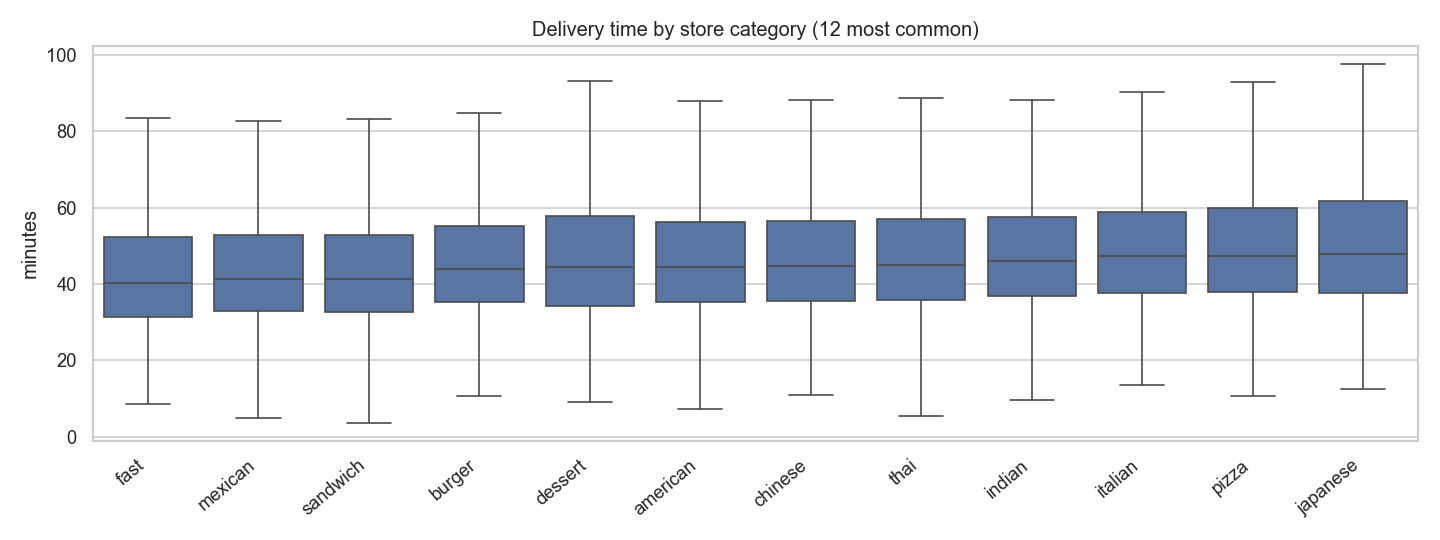 Delivery time by store category (12 most common)
minutes
100
80
60
40
20
0
fast
mexican
sandwich
burger
dessert
american
chinese
thai
indian
italian
pizza
japanese